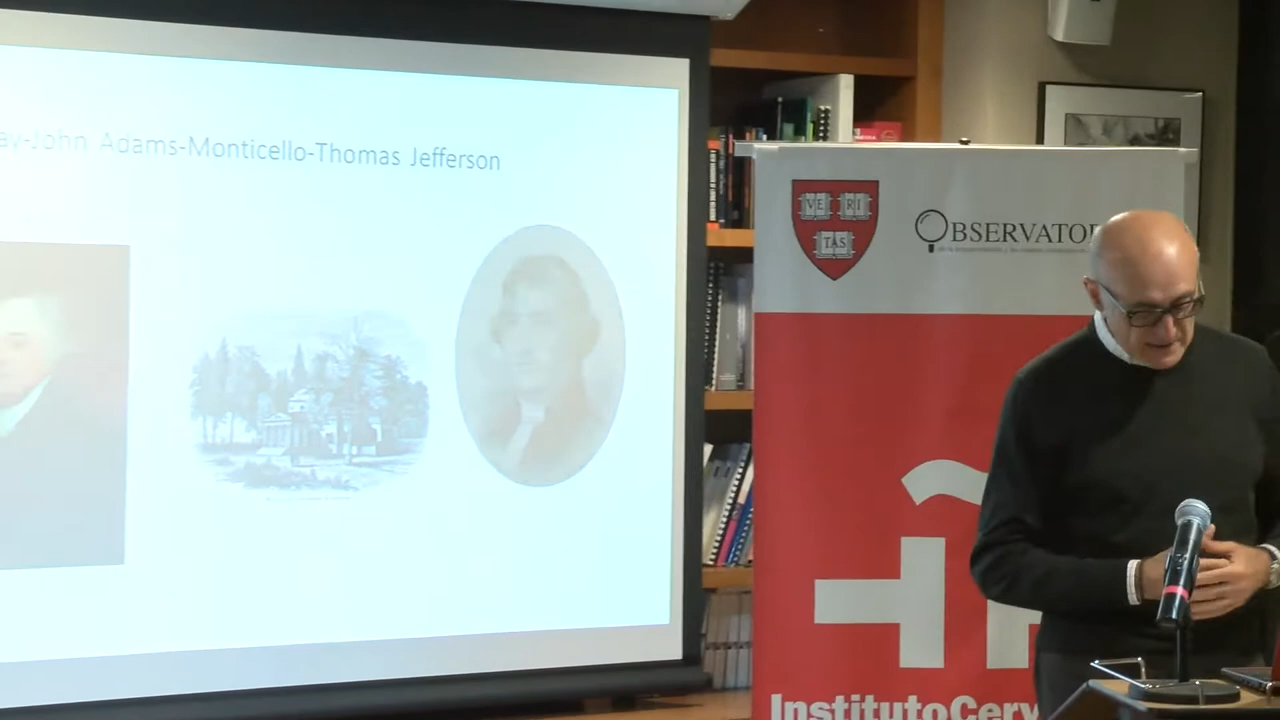 ay-John Adams-Monticello-Thomas Jefferson
VE RI
TAS
OBSERVATOR
InstitutoCerv